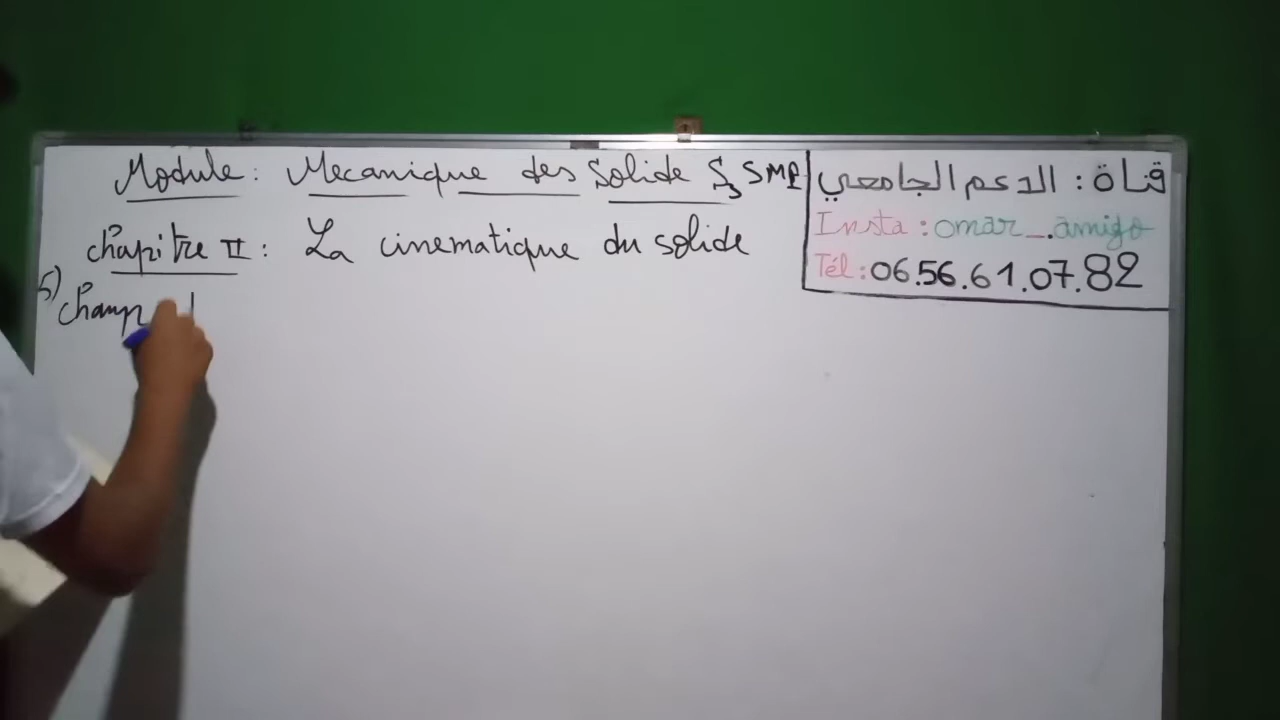 Module : Mecanique des Solide S3 SMP
chapitre II : La cinematique du solide
5) champ
قناة : الدعم الجامعي
Insta : omar_.amigo
Tél : 06.56.61.07.82